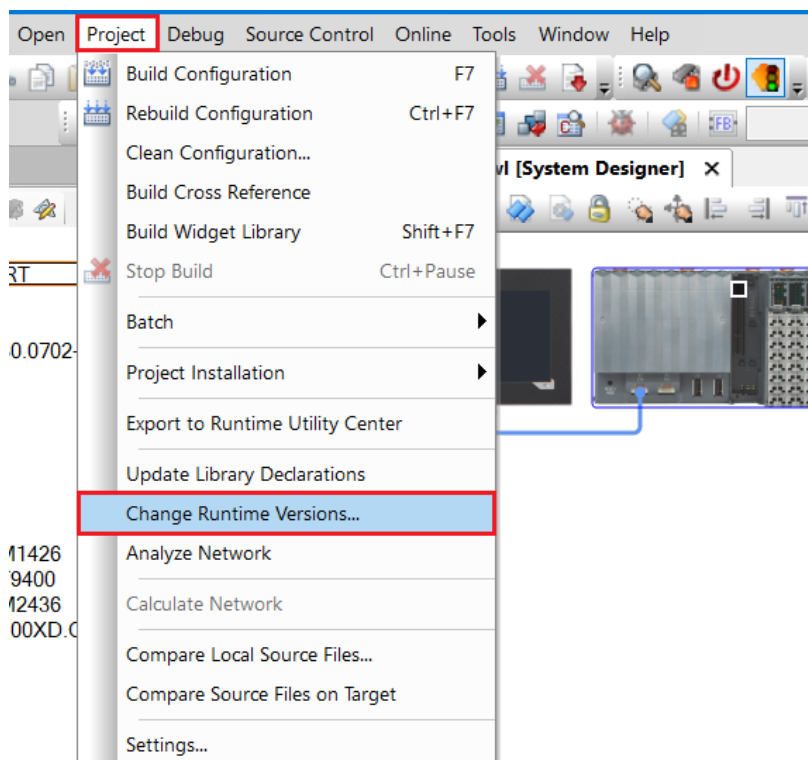 Open Project Debug Source Control Online Tools Window Help
Build Configuration F7
Rebuild Configuration Ctrl+F7
Clean Configuration...
Build Cross Reference
Build Widget Library Shift+F7
Stop Build Ctrl+Pause
Batch
Project Installation
Export to Runtime Utility Center
Update Library Declarations
Change Runtime Versions...
Analyze Network
Calculate Network
Compare Local Source Files...
Compare Source Files on Target
Settings...
FB
vl [System Designer]
RT
0.0702-
M1426
9400
M2436
00XD.C